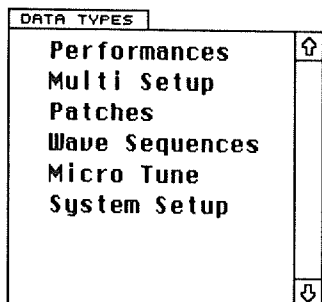 DATA TYPES
Performances
Multi Setup
Patches
Wave Sequences
Micro Tune
System Setup